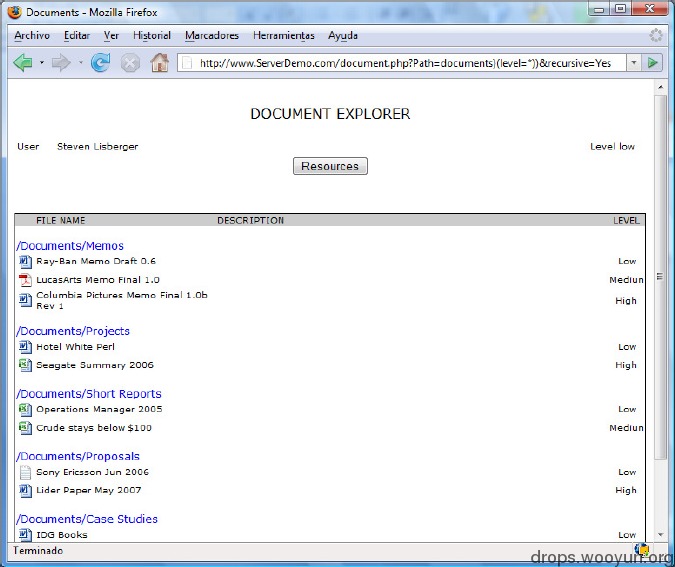 Documents - Mozilla Firefox
Archivo Editar Ver Historial Marcadores Herramientas Ayuda
http://www.ServerDemo.com/document.php?Path=documents)(level=*))&recursive=Yes
DOCUMENT EXPLORER
User Steven Lisberger Level low
Resources
FILE NAME DESCRIPTION LEVEL
/Documents/Memos
Ray-Ban Memo Draft 0.6 Low
LucasArts Memo Final 1.0 Mediun
Columbia Pictures Memo Final 1.0b High
Rev 1
/Documents/Projects
Hotel White Perl Low
Seagate Summary 2006 High
/Documents/Short Reports
Operations Manager 2005 Low
Crude stays below $100 Mediun
/Documents/Proposals
Sony Ericsson Jun 2006 Low
Lider Paper May 2007 High
/Documents/Case Studies
IDG Books Low
Terminado
drops.wooyun.org